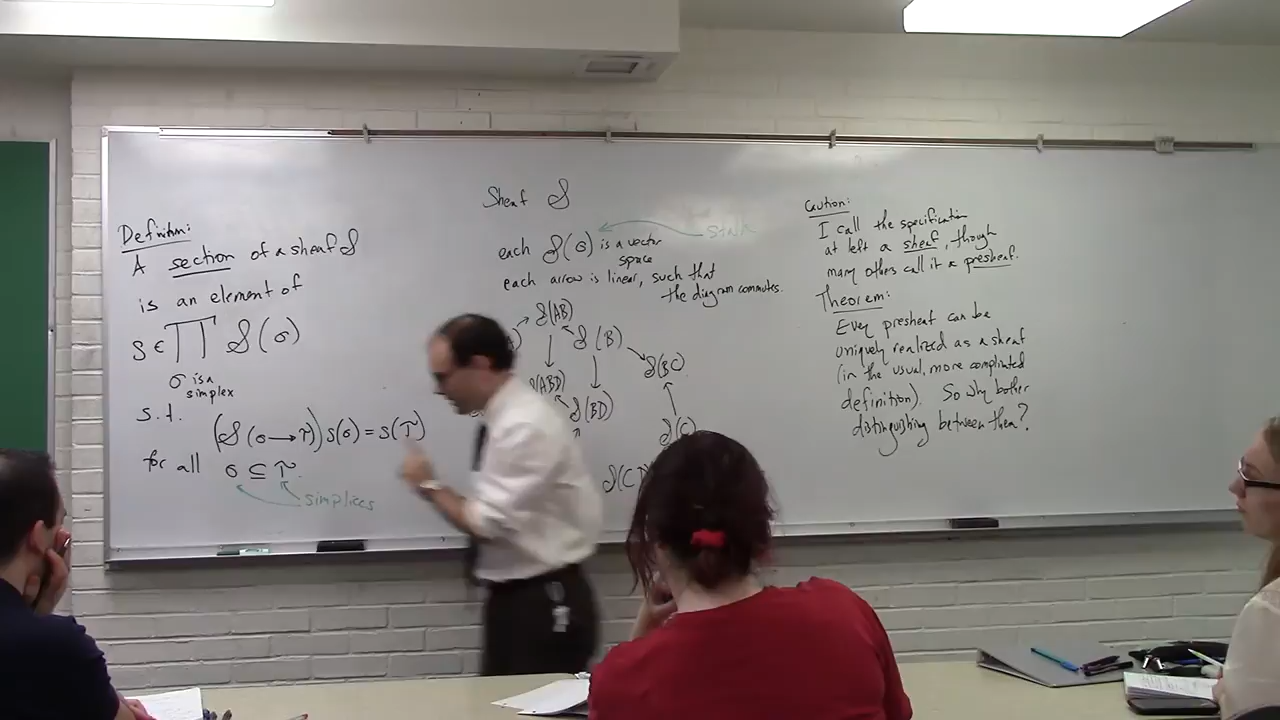 Definition:
A section of a sheaf 𝒮
is an element of
s ∈ ∏ 𝒮(σ)
σ is a
simplex
s.t.
(𝒮(σ→τ))s(σ) = s(τ)
for all σ ⊆ τ.
simplices
Sheaf 𝒮
each 𝒮(σ) is a vector
space
stalk
each arrow is linear, such that
the diagram commutes.
𝒮(AB)
𝒮(B)
𝒮(BC)
𝒮(ABD)
𝒮(BD)
𝒮(C)
Caution:
I call the specification
at left a sheaf, though
many others call it a presheaf.
Theorem:
Every presheaf can be
uniquely realized as a sheaf
(in the usual, more complicated
definition). So why bother
distinguishing between them?